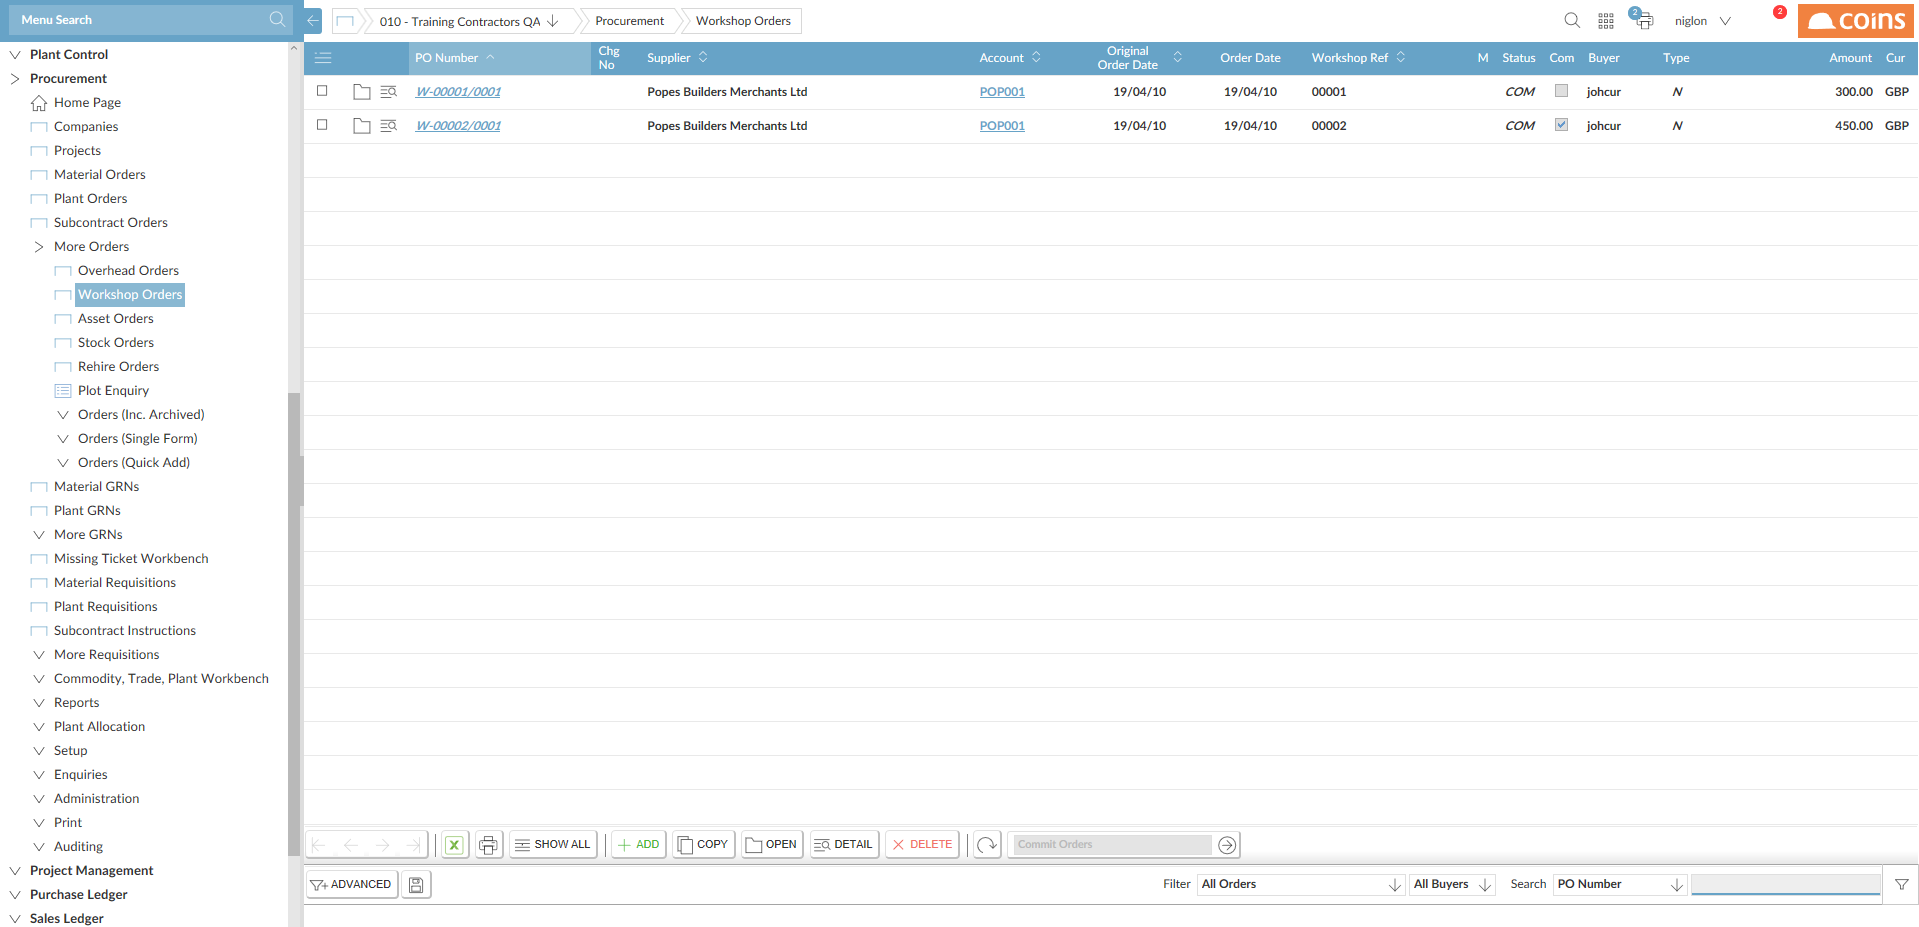 Menu Search
010 - Training Contractors QA
Procurement
Workshop Orders
2
niglon
2
coins
Plant Control
Procurement
Home Page
Companies
Projects
Material Orders
Plant Orders
Subcontract Orders
More Orders
Overhead Orders
Workshop Orders
Asset Orders
Stock Orders
Rehire Orders
Plot Enquiry
Orders (Inc. Archived)
Orders (Single Form)
Orders (Quick Add)
Material GRNs
Plant GRNs
More GRNs
Missing Ticket Workbench
Material Requisitions
Plant Requisitions
Subcontract Instructions
More Requisitions
Commodity, Trade, Plant Workbench
Reports
Plant Allocation
Setup
Enquiries
Administration
Print
Auditing
Project Management
Purchase Ledger
Sales Ledger
PO Number Chg No Supplier Account Original Order Date Order Date Workshop Ref M Status Com Buyer Type Amount Cur
W-00001/0001 Popes Builders Merchants Ltd POP001 19/04/10 19/04/10 00001 COM johcur N 300.00 GBP
W-00002/0001 Popes Builders Merchants Ltd POP001 19/04/10 19/04/10 00002 COM johcur N 450.00 GBP
SHOW ALL ADD COPY OPEN DETAIL DELETE Commit Orders
ADVANCED Filter All Orders All Buyers Search PO Number